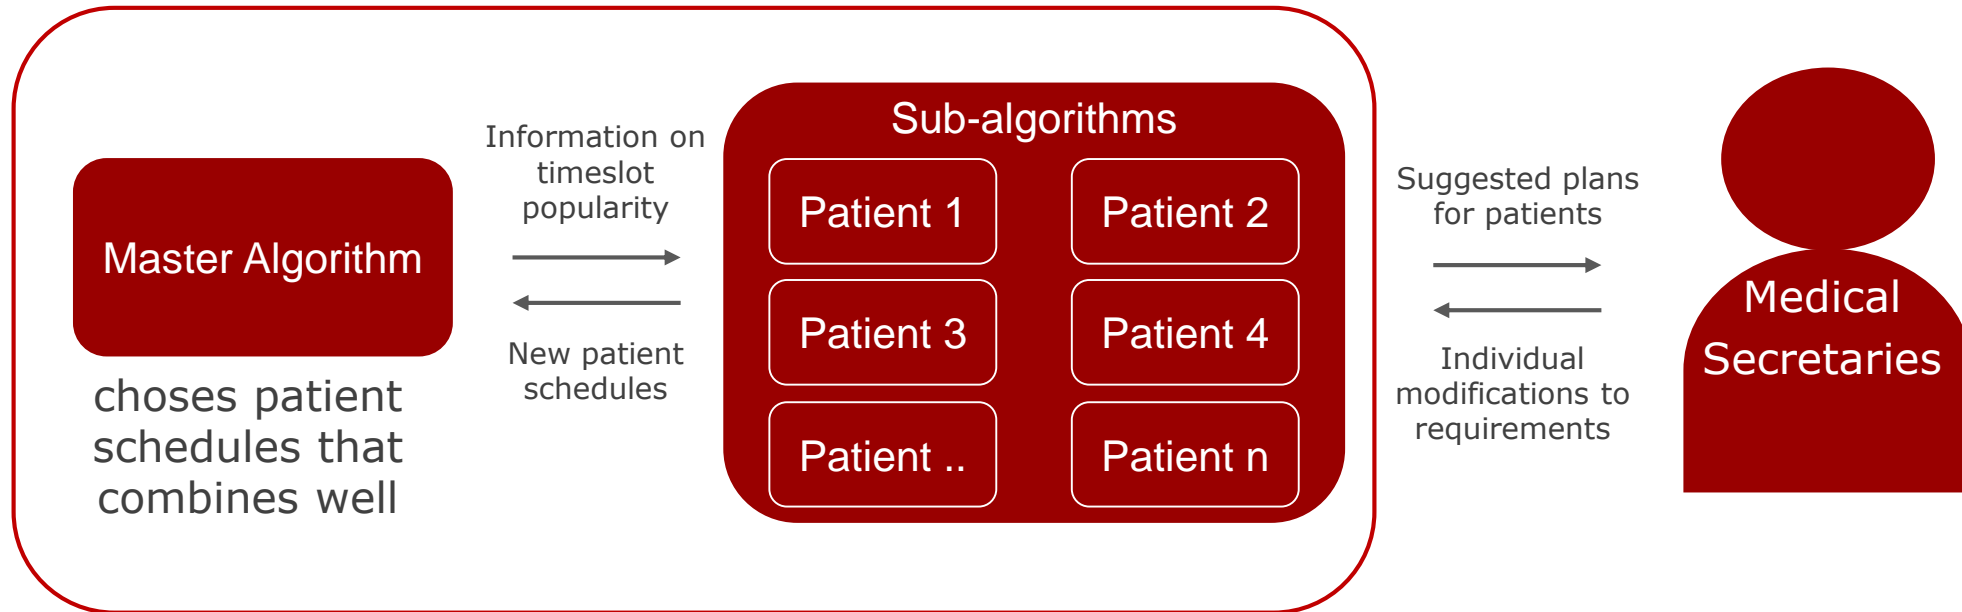 Master Algorithm
choses patient
schedules that
combines well
Information on
timeslot
popularity
New patient
schedules
Sub-algorithms
Patient 1
Patient 2
Patient 3
Patient 4
Patient ..
Patient n
Suggested plans
for patients
Individual
modifications to
requirements
Medical
Secretaries